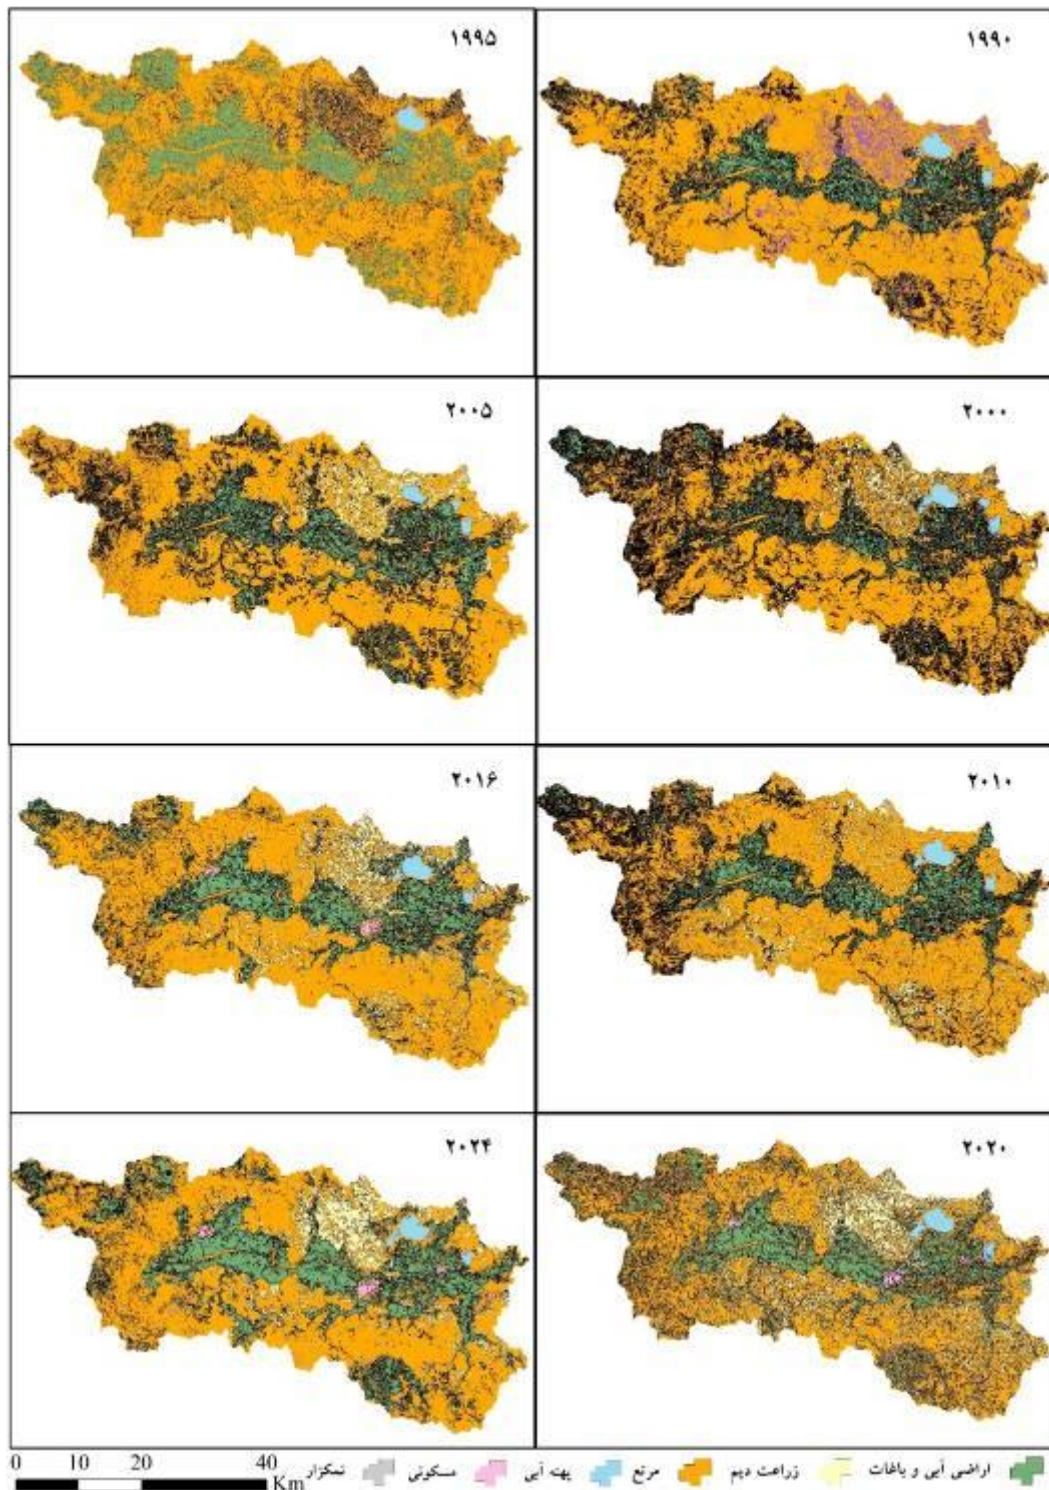 ۱۹۹۰
۱۹۹۵
۲۰۰۰
۲۰۰۵
۲۰۱۰
۲۰۱۶
۲۰۲۰
۲۰۲۴
اراضی آبی و باغات
زراعت دیم
مرتع
پهنه آبی
مسکونی
نمکزار
0 10 20 40
Km